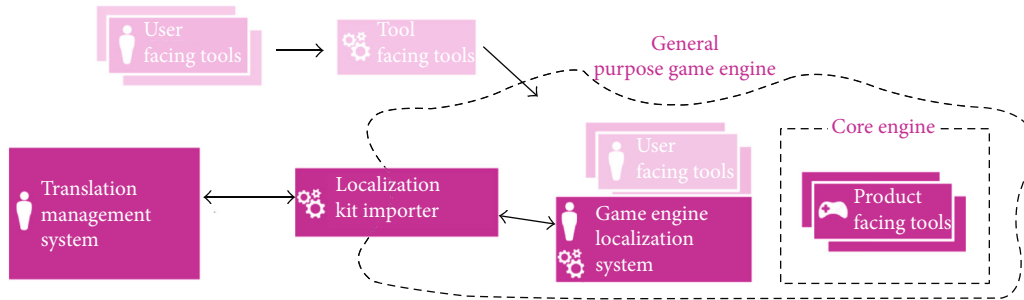 User
facing tools
Tool
facing tools
General
purpose game engine
Core engine
User
facing tools
Translation
management
system
Localization
kit importer
Game engine
localization
system
Product
facing tools